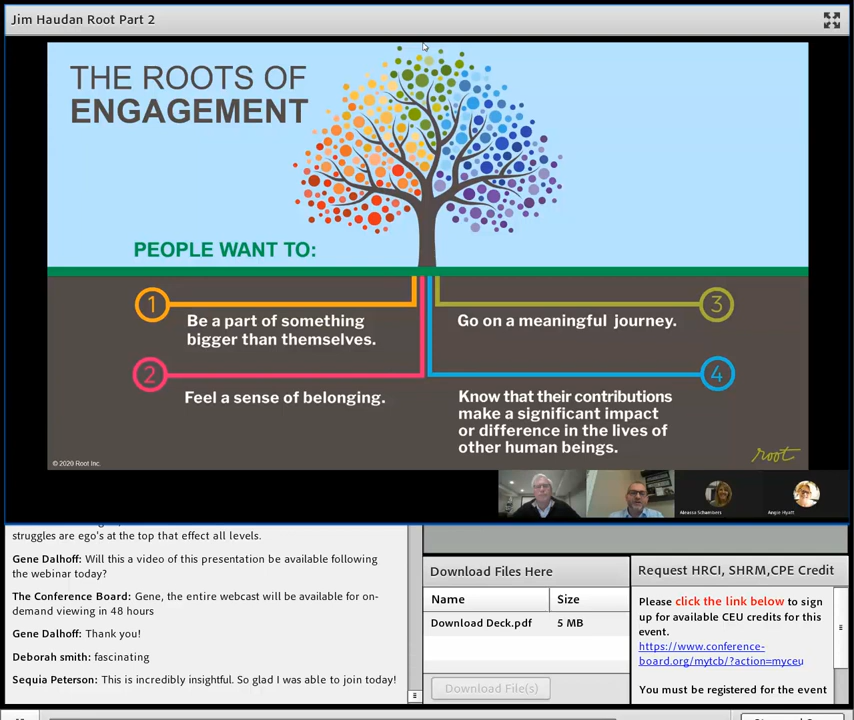 Jim Haudan Root Part 2
THE ROOTS OF
ENGAGEMENT
PEOPLE WANT TO:
1
Be a part of something
bigger than themselves.
2
Feel a sense of belonging.
3
Go on a meaningful journey.
4
Know that their contributions
make a significant impact
or difference in the lives of
other human beings.
© 2020 Root Inc.
root
Angie Hyatt
struggles are ego's at the top that effect all levels.
Gene Dalhoff: Will this a video of this presentation be available following
the webinar today?
The Conference Board: Gene, the entire webcast will be available for on-
demand viewing in 48 hours
Gene Dalhoff: Thank you!
Deborah smith: fascinating
Sequia Peterson: This is incredibly insightful. So glad I was able to join today!
Download Files Here
Name Size
Download Deck.pdf 5 MB
Download File(s)
Request HRCI, SHRM,CPE Credit
Please click the link below to sign
up for available CEU credits for this
event.
https://www.conference-
board.org/mytcb/?action=myceu
You must be registered for the event